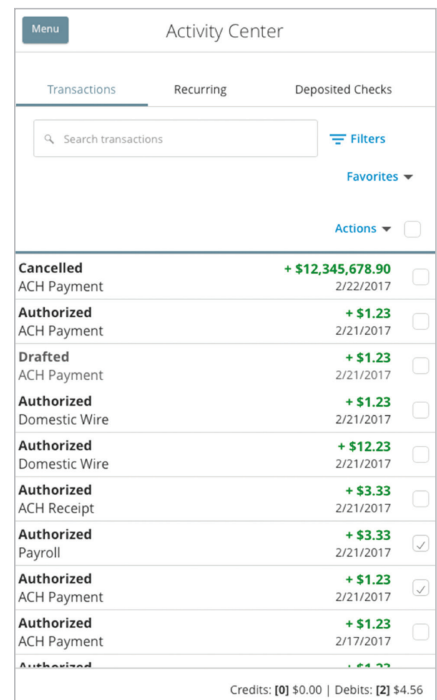 Menu
Activity Center
Transactions Recurring Deposited Checks
Search transactions Filters
Favorites
Actions
Cancelled + $12,345,678.90
ACH Payment 2/22/2017
Authorized + $1.23
ACH Payment 2/21/2017
Drafted + $1.23
ACH Payment 2/21/2017
Authorized + $1.23
Domestic Wire 2/21/2017
Authorized + $12.23
Domestic Wire 2/21/2017
Authorized + $3.33
ACH Receipt 2/21/2017
Authorized + $3.33
Payroll 2/21/2017
Authorized + $1.23
ACH Payment 2/21/2017
Authorized + $1.23
ACH Payment 2/17/2017
Authorized + $1.23
Credits: [0] $0.00 | Debits: [2] $4.56